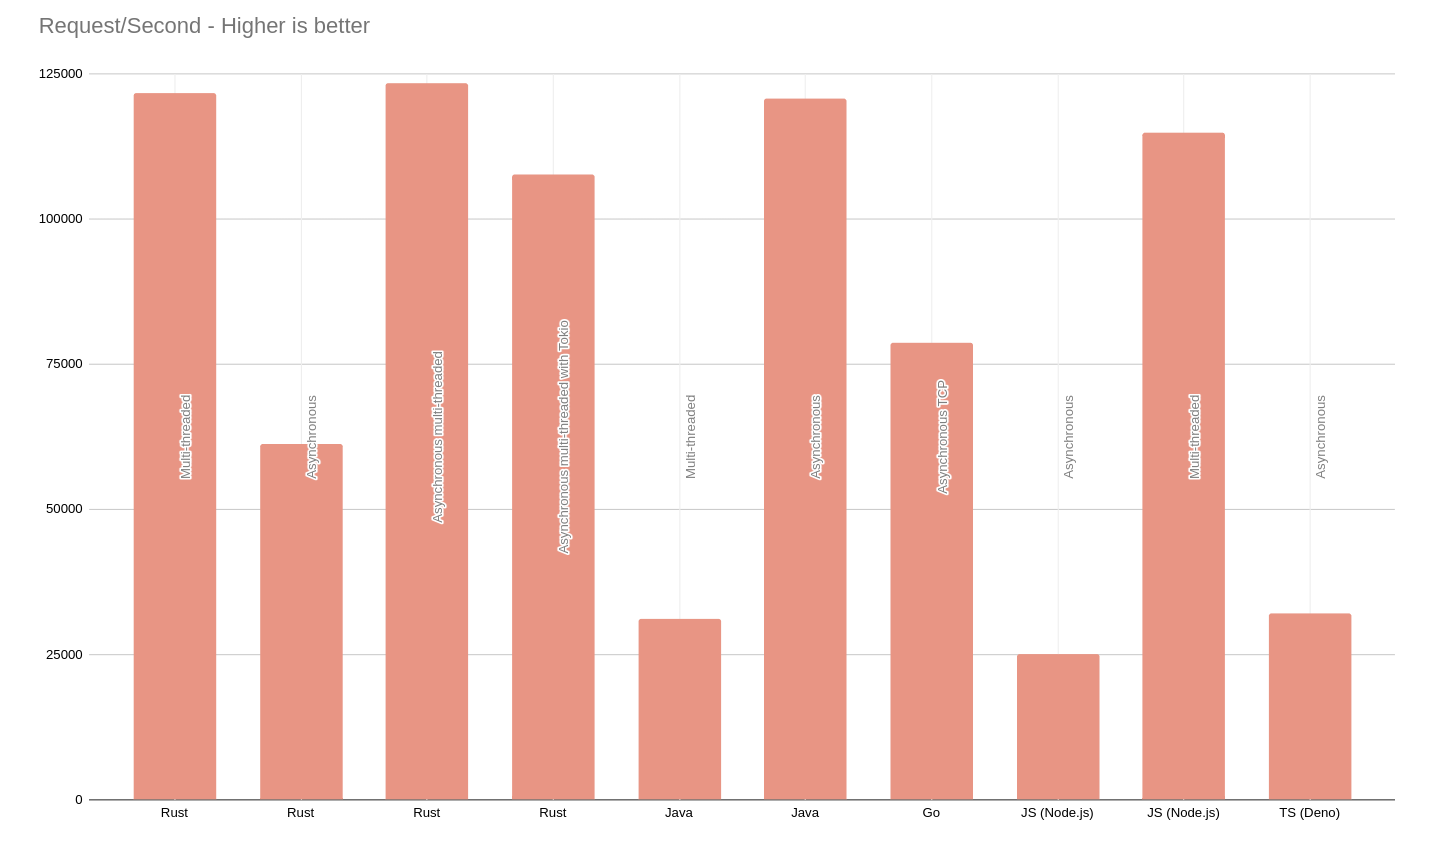 Request/Second - Higher is better
125000
100000
75000
50000
25000
0
Multi-threaded
Asynchronous
Asynchronous multi-threaded
Asynchronous multi-threaded with Tokio
Multi-threaded
Asynchronous
Asynchronous TCP
Asynchronous
Multi-threaded
Asynchronous
Rust
Rust
Rust
Rust
Java
Java
Go
JS (Node.js)
JS (Node.js)
TS (Deno)